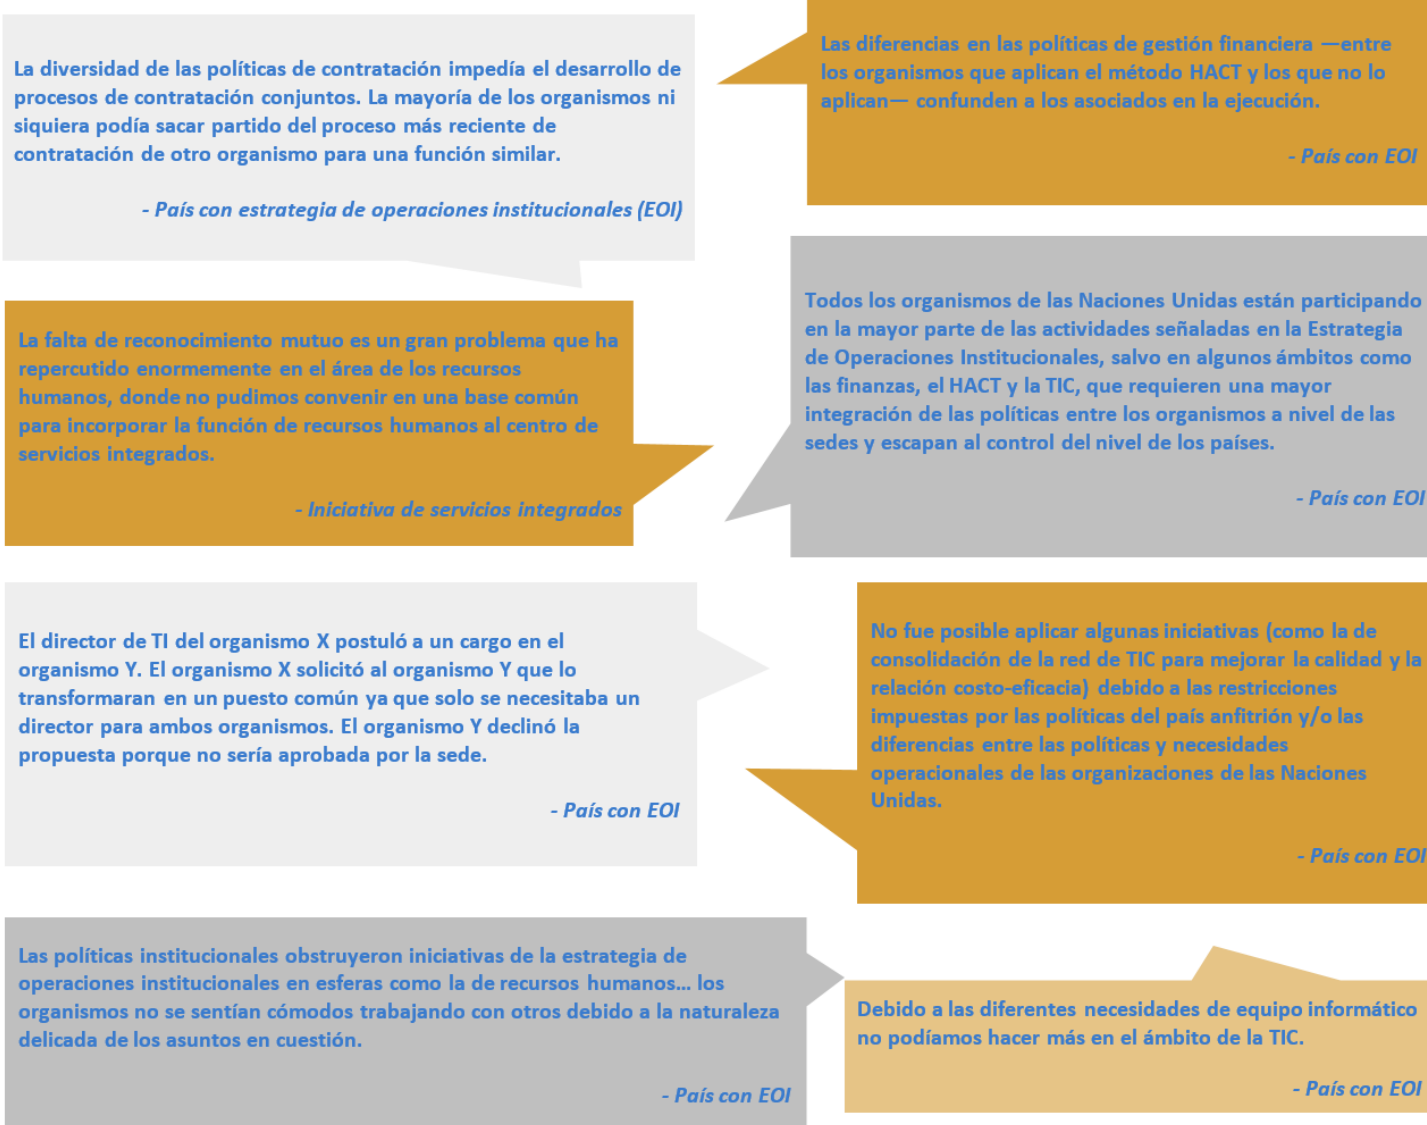 La diversidad de las políticas de contratación impedía el desarrollo de
procesos de contratación conjuntos. La mayoría de los organismos ni
siquiera podía sacar partido del proceso más reciente de
contratación de otro organismo para una función similar.
- País con estrategia de operaciones institucionales (EOI)
Las diferencias en las políticas de gestión financiera —entre
los organismos que aplican el método HACT y los que no lo
aplican— confunden a los asociados en la ejecución.
- País con EOI
La falta de reconocimiento mutuo es un gran problema que ha
repercutido enormemente en el área de los recursos
humanos, donde no pudimos convenir en una base común
para incorporar la función de recursos humanos al centro de
servicios integrados.
- Iniciativa de servicios integrados
Todos los organismos de las Naciones Unidas están participando
en la mayor parte de las actividades señaladas en la Estrategia
de Operaciones Institucionales, salvo en algunos ámbitos como
las finanzas, el HACT y la TIC, que requieren una mayor
integración de las políticas entre los organismos a nivel de las
sedes y escapan al control del nivel de los países.
- País con EOI
El director de TI del organismo X postuló a un cargo en el
organismo Y. El organismo X solicitó al organismo Y que lo
transformaran en un puesto común ya que solo se necesitaba un
director para ambos organismos. El organismo Y declinó la
propuesta porque no sería aprobada por la sede.
- País con EOI
No fue posible aplicar algunas iniciativas (como la de
consolidación de la red de TIC para mejorar la calidad y la
relación costo-eficacia) debido a las restricciones
impuestas por las políticas del país anfitrión y/o las
diferencias entre las políticas y necesidades
operacionales de las organizaciones de las Naciones
Unidas.
- País con EOI
Las políticas institucionales obstruyeron iniciativas de la estrategia de
operaciones institucionales en esferas como la de recursos humanos… los
organismos no se sentían cómodos trabajando con otros debido a la naturaleza
delicada de los asuntos en cuestión.
- País con EOI
Debido a las diferentes necesidades de equipo informático
no podíamos hacer más en el ámbito de la TIC.
- País con EOI